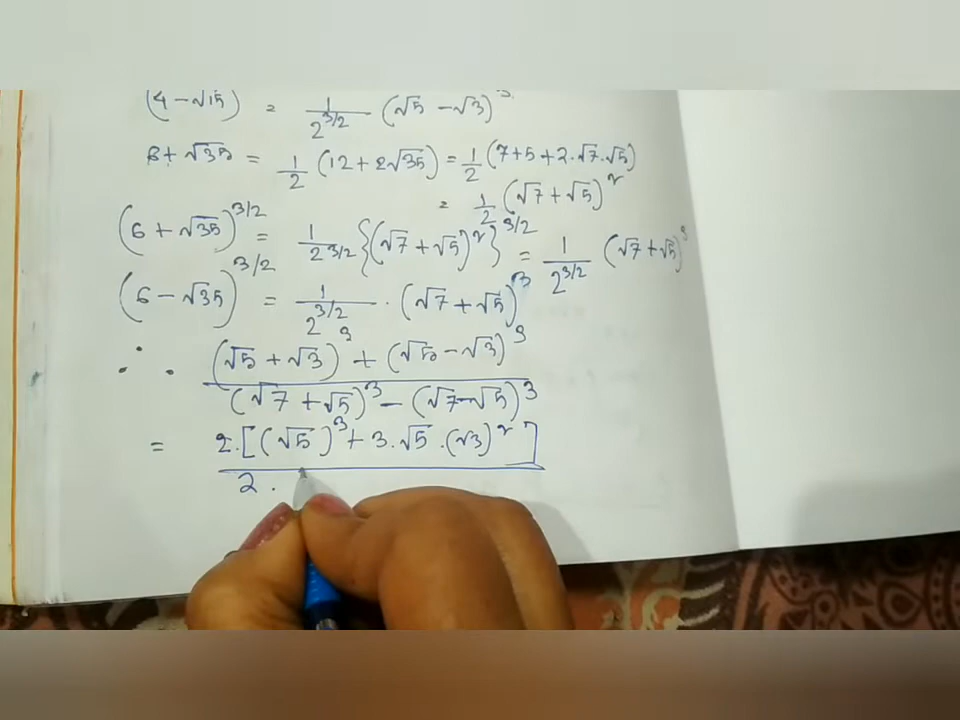 (4 - √15) = 1/2^{3/2} (√5 - √3)^3
6 + √35 = 1/2 (12 + 2√35) = 1/2 (7 + 5 + 2.√7.√5)
= 1/2 (√7 + √5)^2
(6 + √35)^{3/2} = 1/2^{3/2} {(√7 + √5)^2}^{3/2} = 1/2^{3/2} (√7 + √5)^3
(6 - √35)^{3/2} = 1/2^{3/2} . (√7 + √5)^3
∴ (√5 + √3)^3 + (√5 - √3)^3
(√7 + √5)^3 - (√7 - √5)^3
= 2.[(√5)^3 + 3.√5.(√3)^2]
2.